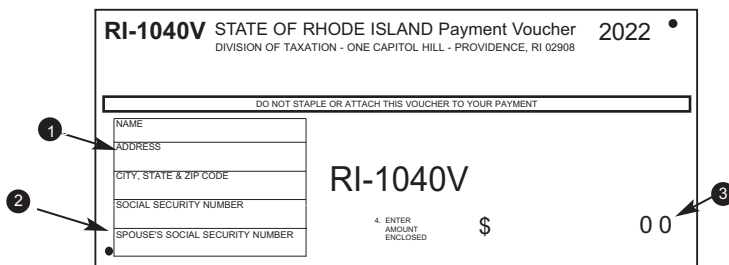 RI-1040V STATE OF RHODE ISLAND Payment Voucher 2022
DIVISION OF TAXATION - ONE CAPITOL HILL - PROVIDENCE, RI 02908
DO NOT STAPLE OR ATTACH THIS VOUCHER TO YOUR PAYMENT
1
NAME
ADDRESS
CITY, STATE & ZIP CODE
2
SOCIAL SECURITY NUMBER
SPOUSE'S SOCIAL SECURITY NUMBER
RI-1040V
4. ENTER
AMOUNT
ENCLOSED
$ 0 0
3